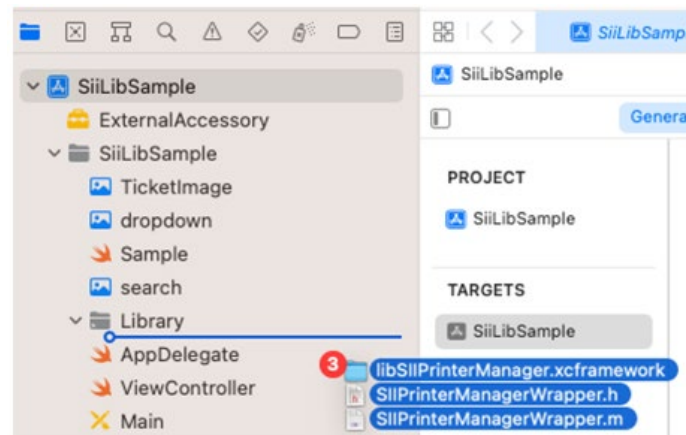 SiiLibSample
ExternalAccessory
SiiLibSample
TicketImage
dropdown
Sample
search
Library
AppDelegate
ViewController
Main
SiiLibSamp
SiiLibSample
Genera
PROJECT
SiiLibSample
TARGETS
SiiLibSample
3
libSIIPrinterManager.xcframework
SIIPrinterManagerWrapper.h
SIIPrinterManagerWrapper.m